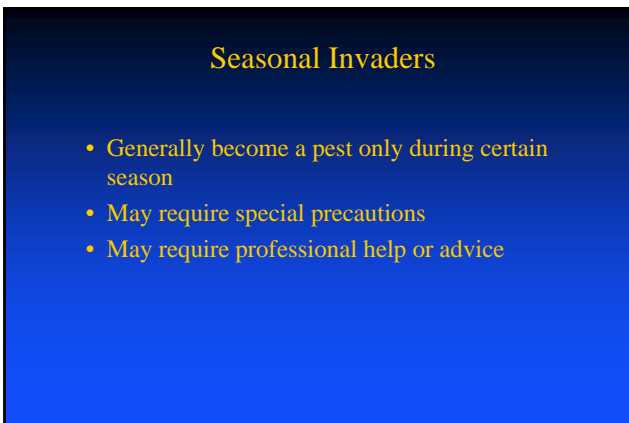 Seasonal Invaders
• Generally become a pest only during certain
season
• May require special precautions
• May require professional help or advice